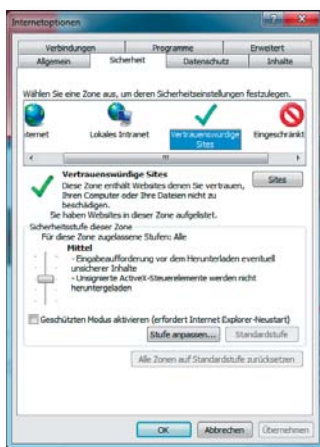 Internetoptionen
Verbindungen Programme Erweitert
Allgemein Sicherheit Datenschutz Inhalte
Wählen Sie eine Zone aus, um deren Sicherheitseinstellungen festzulegen.
ternet Lokales Intranet Vertrauenswürdige Sites Eingeschränkt
Vertrauenswürdige Sites
Sites
Diese Zone enthält Websites denen Sie vertrauen,
Ihren Computer oder Ihre Dateien nicht zu
beschädigen.
Sie haben Websites in dieser Zone aufgelistet.
Sicherheitsstufe dieser Zone
Für diese Zone zugelassene Stufen: Alle
Mittel
- Eingabeaufforderung vor dem Herunterladen eventuell
unsicherer Inhalte
- Unsignierte ActiveX-Steuerelemente werden nicht
heruntergeladen
Geschützten Modus aktivieren (erfordert Internet Explorer-Neustart)
Stufe anpassen... Standardstufe
Alle Zonen auf Standardstufe zurücksetzen
OK Abbrechen Übernehmen